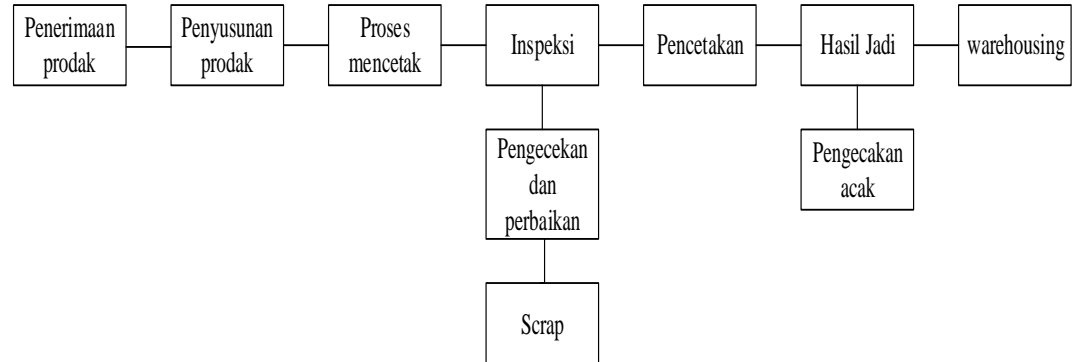 Penerimaan
prodak
Penyusunan
prodak
Proses
mencetak
Inspeksi
Pencetakan
Hasil Jadi
warehousing
Pengecekan
dan
perbaikan
Pengecakan
acak
Scrap